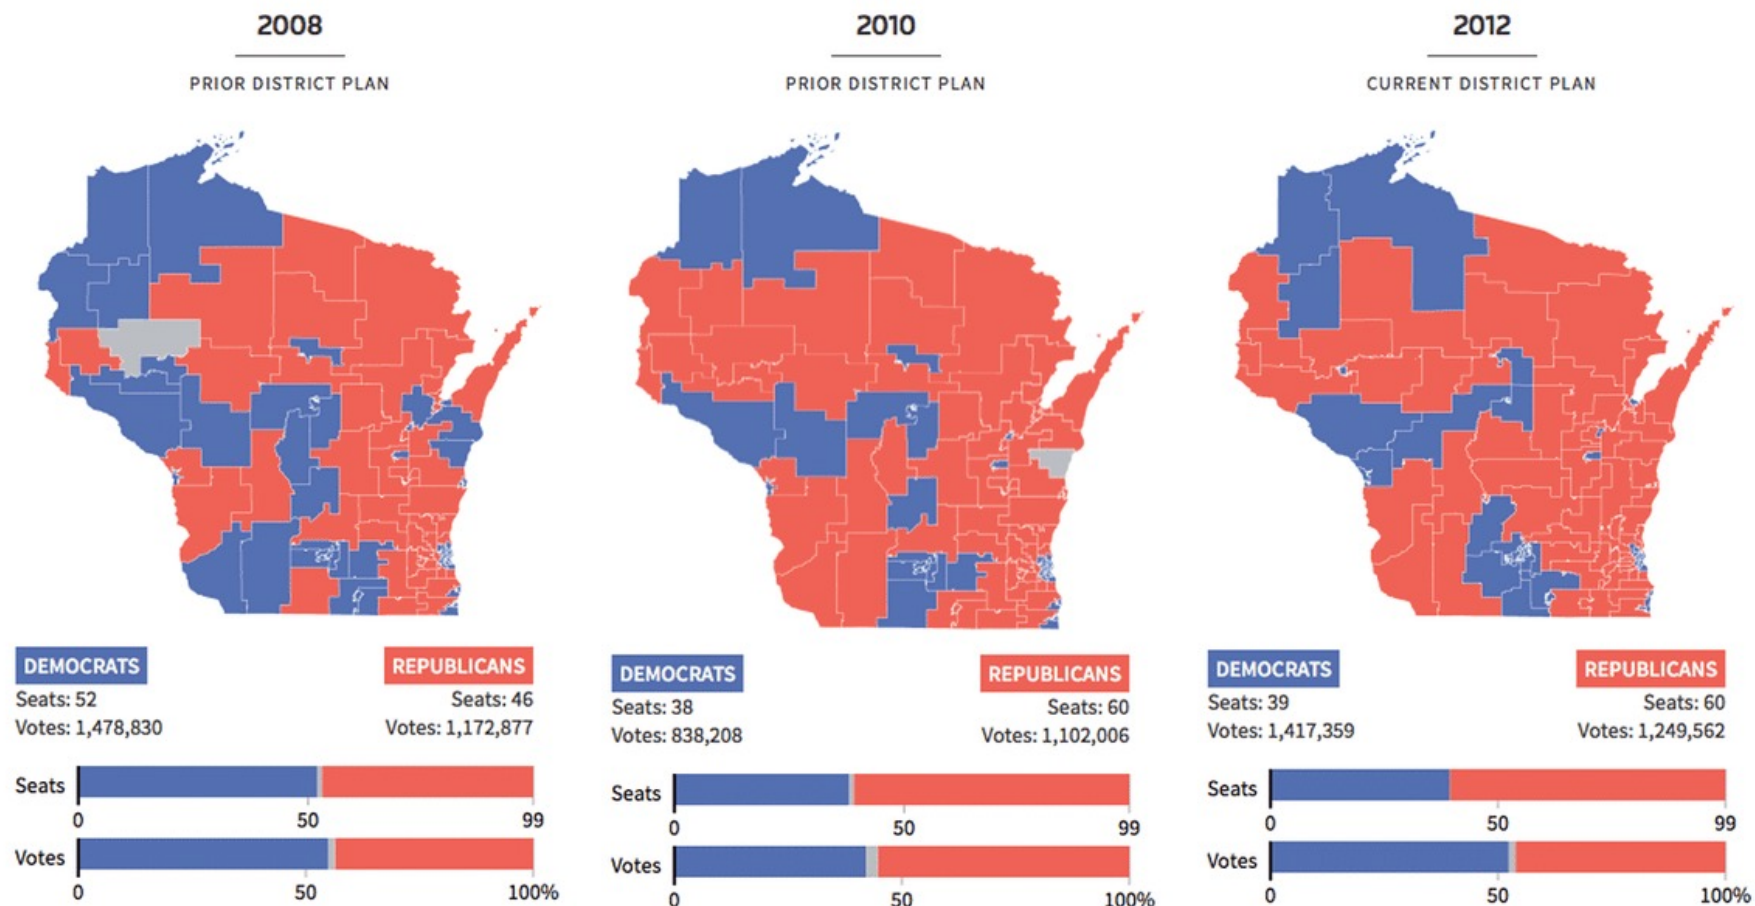 2008
PRIOR DISTRICT PLAN
DEMOCRATS
REPUBLICANS
Seats: 52
Seats: 46
Votes: 1,478,830
Votes: 1,172,877
Seats
0
50
99
Votes
0
50
100%
2010
PRIOR DISTRICT PLAN
DEMOCRATS
REPUBLICANS
Seats: 38
Seats: 60
Votes: 838,208
Votes: 1,102,006
Seats
0
50
99
Votes
0
50
100%
2012
CURRENT DISTRICT PLAN
DEMOCRATS
REPUBLICANS
Seats: 39
Seats: 60
Votes: 1,417,359
Votes: 1,249,562
Seats
0
50
99
Votes
0
50
100%